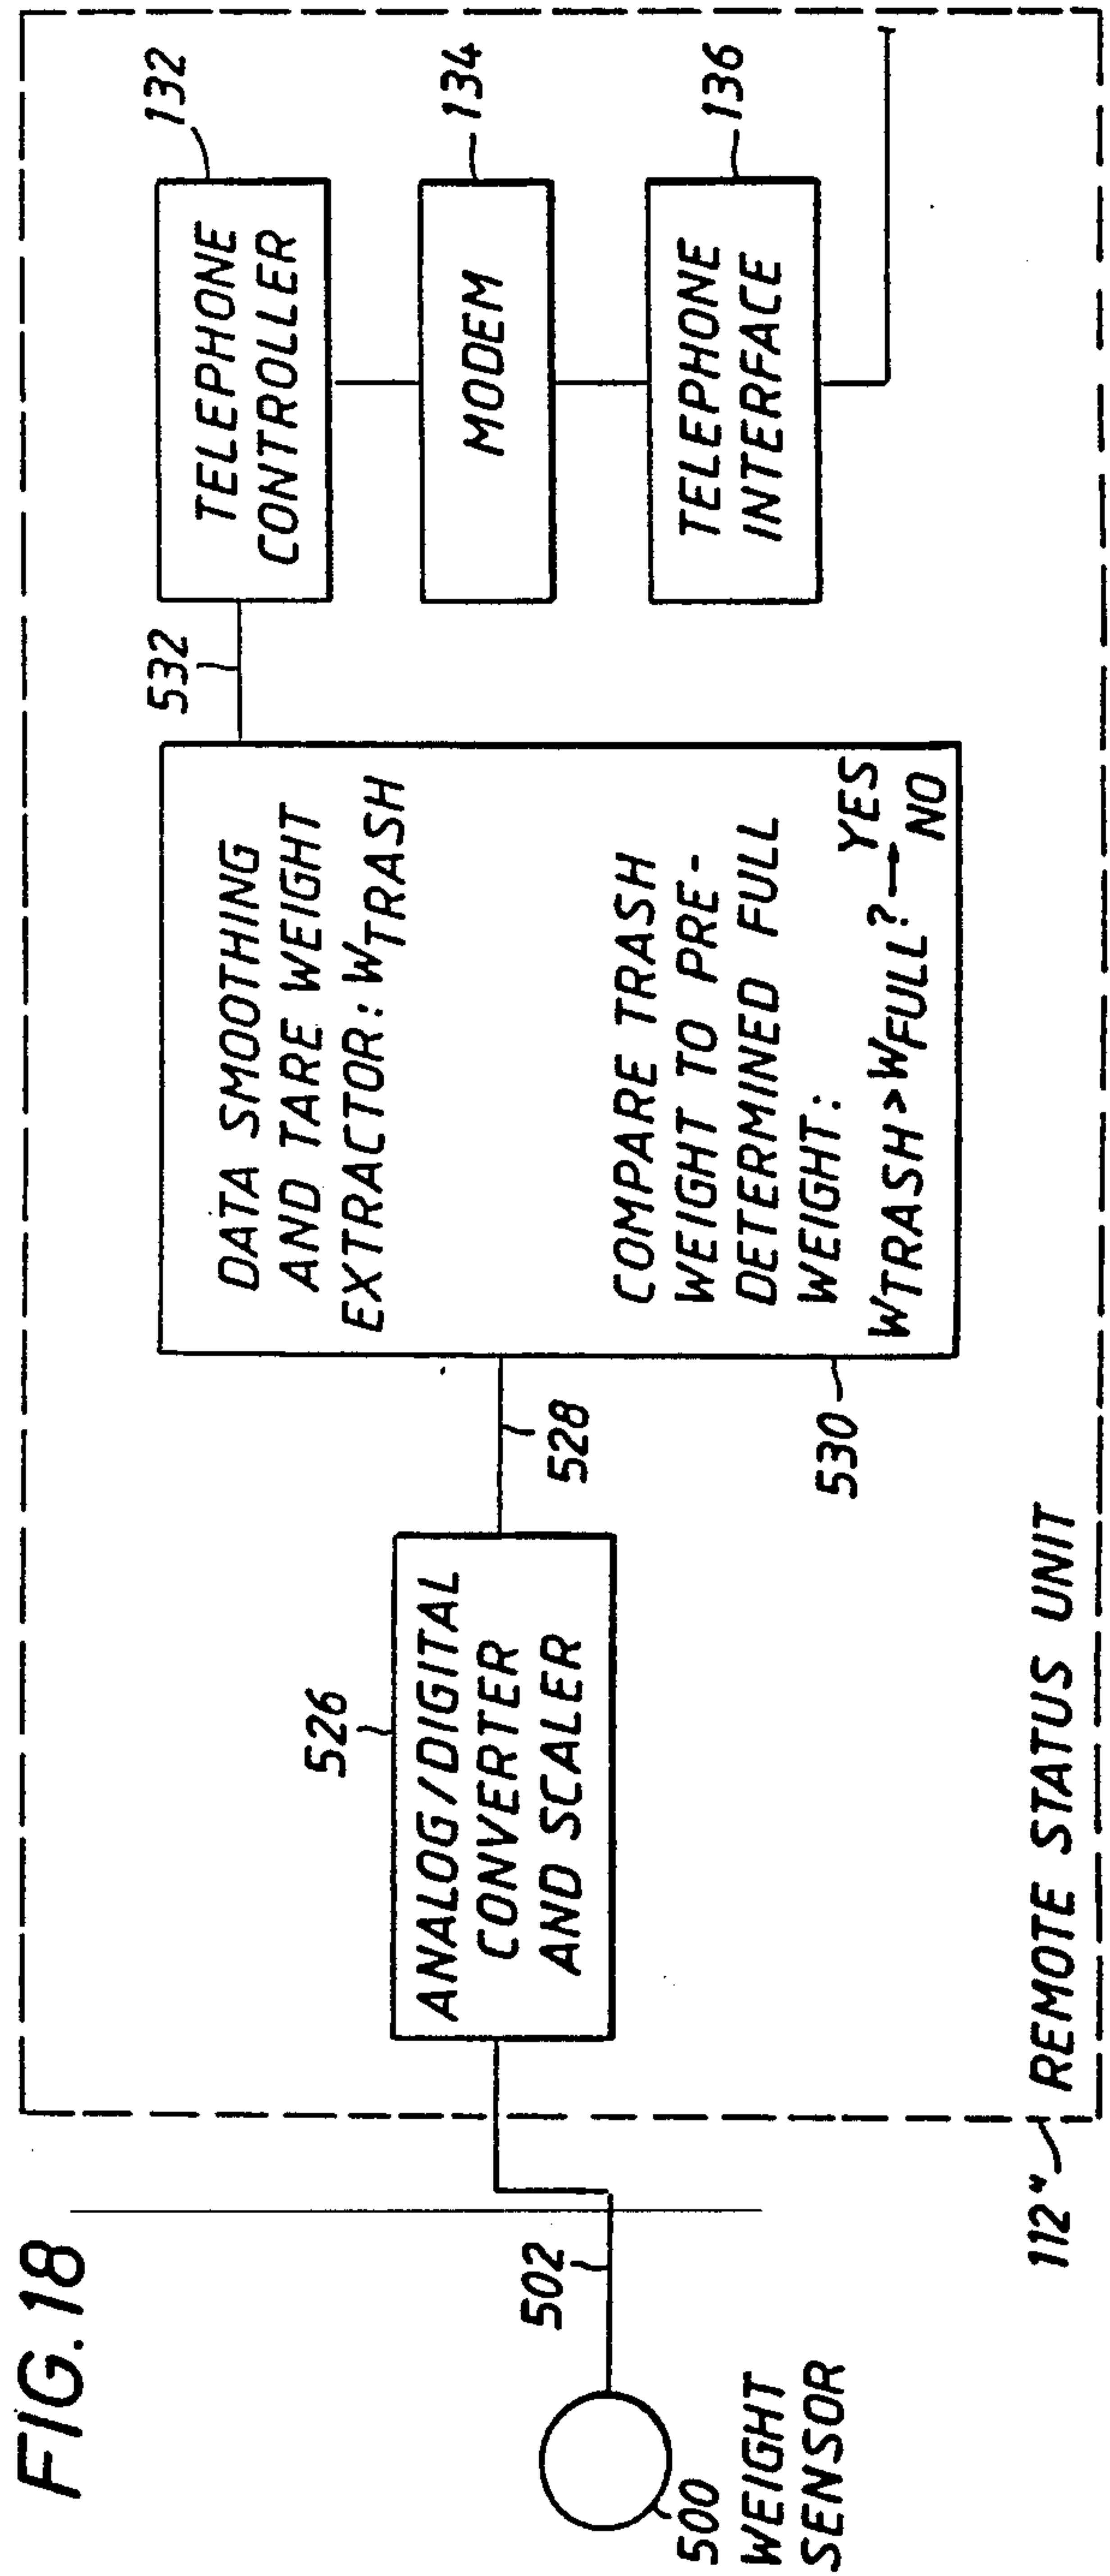 FIG. 18
500
WEIGHT
SENSOR
502
112" REMOTE STATUS UNIT
526
ANALOG/DIGITAL
CONVERTER
AND SCALER
528
530
DATA SMOOTHING
AND TARE WEIGHT
EXTRACTOR: WTRASH
COMPARE TRASH
WEIGHT TO PRE-
DETERMINED FULL
WEIGHT:
WTRASH > WFULL? → YES
NO
532
TELEPHONE
CONTROLLER
132
MODEM
134
TELEPHONE
INTERFACE
136